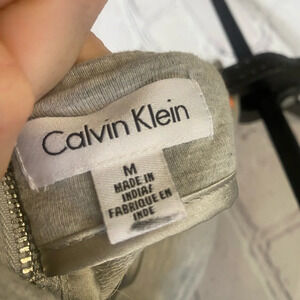 Calvin Klein
M
MADE IN
INDIA/
FABRIQUE EN
INDE